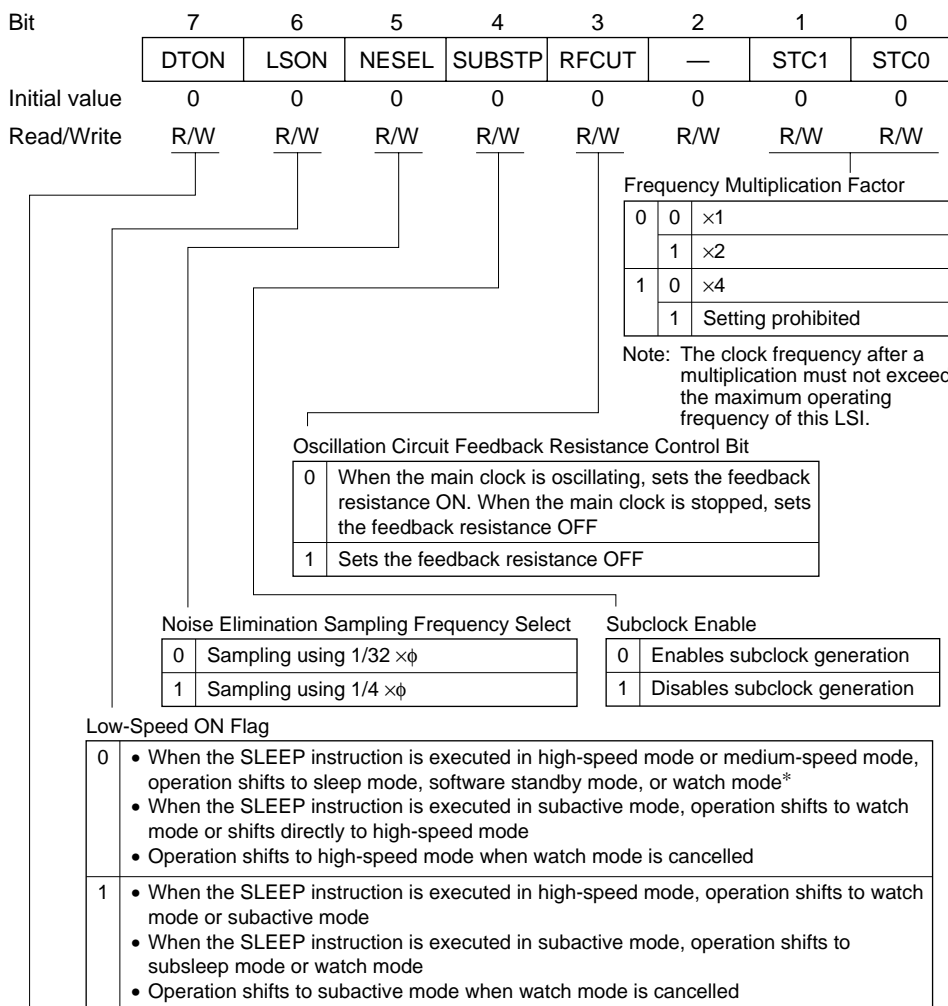 Bit 7 6 5 4 3 2 1 0
DTON LSON NESEL SUBSTP RFCUT — STC1 STC0
Initial value 0 0 0 0 0 0 0 0
Read/Write R/W R/W R/W R/W R/W R/W R/W R/W
Frequency Multiplication Factor
0 0 ×1
1 ×2
1 0 ×4
1 Setting prohibited
Note: The clock frequency after a
multiplication must not exceed
the maximum operating
frequency of this LSI.
Oscillation Circuit Feedback Resistance Control Bit
0 When the main clock is oscillating, sets the feedback
resistance ON. When the main clock is stopped, sets
the feedback resistance OFF
1 Sets the feedback resistance OFF
Noise Elimination Sampling Frequency Select
0 Sampling using 1/32 ×ϕ
1 Sampling using 1/4 ×ϕ
Subclock Enable
0 Enables subclock generation
1 Disables subclock generation
Low-Speed ON Flag
0 • When the SLEEP instruction is executed in high-speed mode or medium-speed mode,
operation shifts to sleep mode, software standby mode, or watch mode*
• When the SLEEP instruction is executed in subactive mode, operation shifts to watch
mode or shifts directly to high-speed mode
• Operation shifts to high-speed mode when watch mode is cancelled
1 • When the SLEEP instruction is executed in high-speed mode, operation shifts to watch
mode or subactive mode
• When the SLEEP instruction is executed in subactive mode, operation shifts to
subsleep mode or watch mode
• Operation shifts to subactive mode when watch mode is cancelled